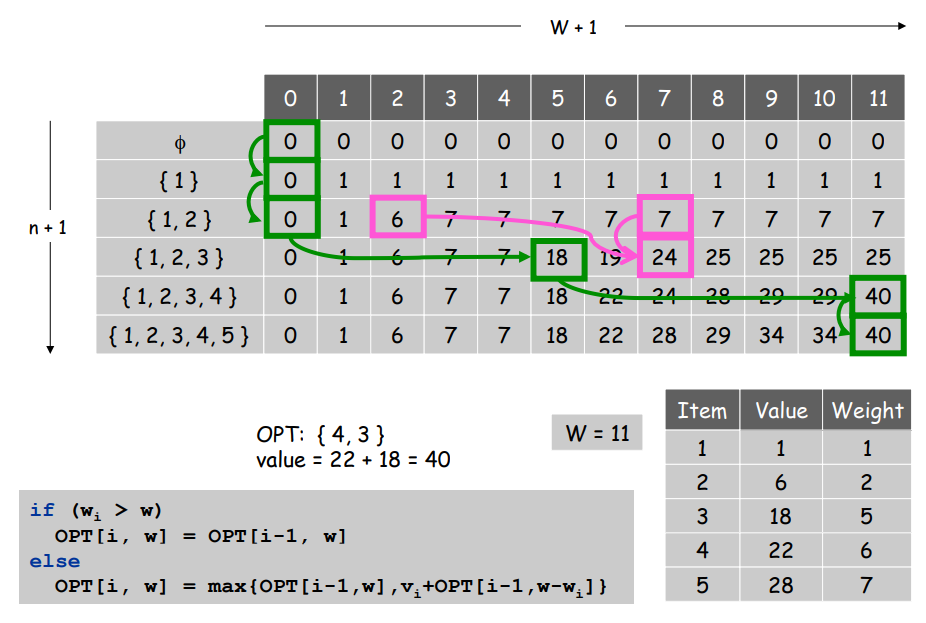 W + 1
0 1 2 3 4 5 6 7 8 9 10 11
ϕ 0 0 0 0 0 0 0 0 0 0 0 0
{ 1 } 0 1 1 1 1 1 1 1 1 1 1 1
n + 1
{ 1, 2 } 0 1 6 7 7 7 7 7 7 7 7 7
{ 1, 2, 3 } 0 1 6 7 7 18 19 24 25 25 25 25
{ 1, 2, 3, 4 } 0 1 6 7 7 18 22 24 28 29 29 40
{ 1, 2, 3, 4, 5 } 0 1 6 7 7 18 22 28 29 34 34 40
OPT: { 4, 3 }
value = 22 + 18 = 40
W = 11
Item Value Weight
1 1 1
2 6 2
3 18 5
4 22 6
5 28 7
if (wi > w)
OPT[i, w] = OPT[i-1, w]
else
OPT[i, w] = max{OPT[i-1,w],vi+OPT[i-1,w-wi]}